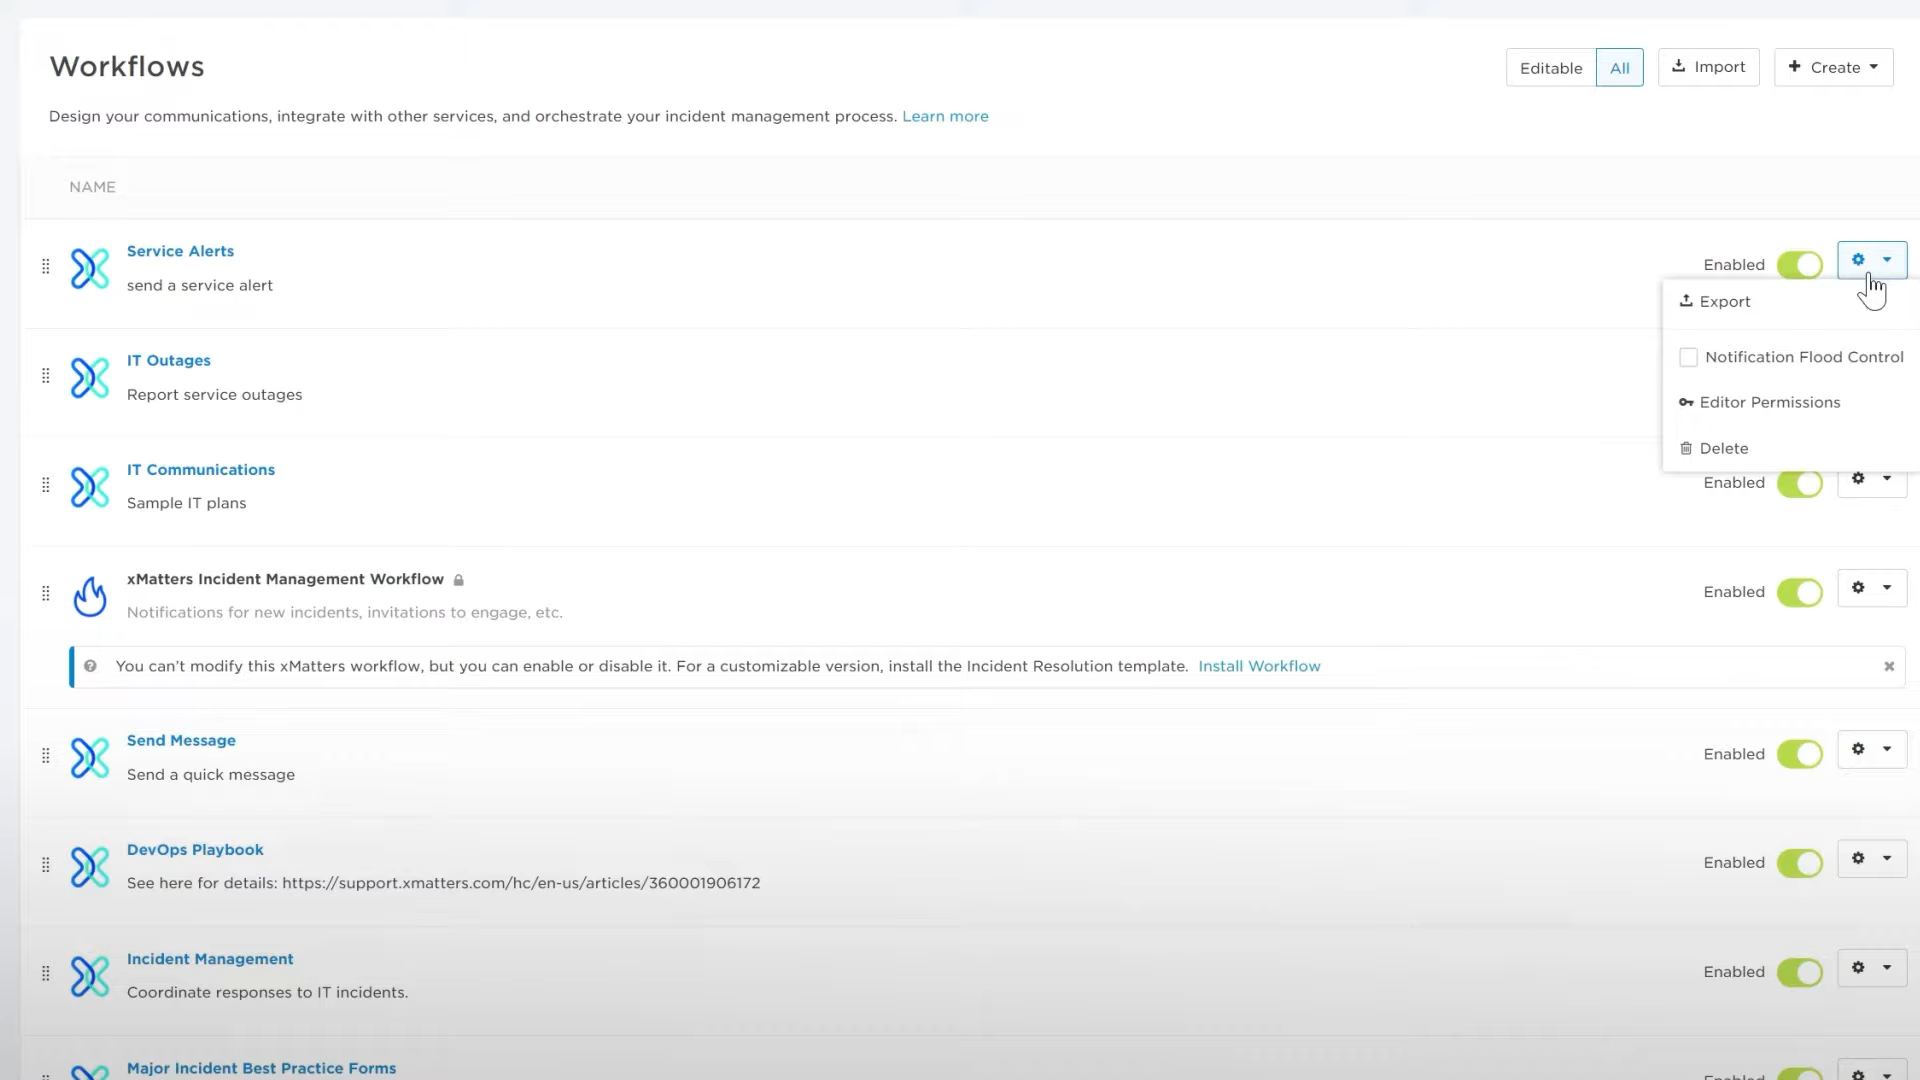 Workflows
Editable
All
Import
Create
Design your communications, integrate with other services, and orchestrate your incident management process. Learn more
NAME
Service Alerts
send a service alert
Enabled
Export
Notification Flood Control
Editor Permissions
Delete
IT Outages
Report service outages
IT Communications
Sample IT plans
Enabled
xMatters Incident Management Workflow
Notifications for new incidents, invitations to engage, etc.
Enabled
You can't modify this xMatters workflow, but you can enable or disable it. For a customizable version, install the Incident Resolution template. Install Workflow
Send Message
Send a quick message
Enabled
DevOps Playbook
See here for details: https://support.xmatters.com/hc/en-us/articles/360001906172
Enabled
Incident Management
Coordinate responses to IT incidents.
Enabled
Major Incident Best Practice Forms
Enabled